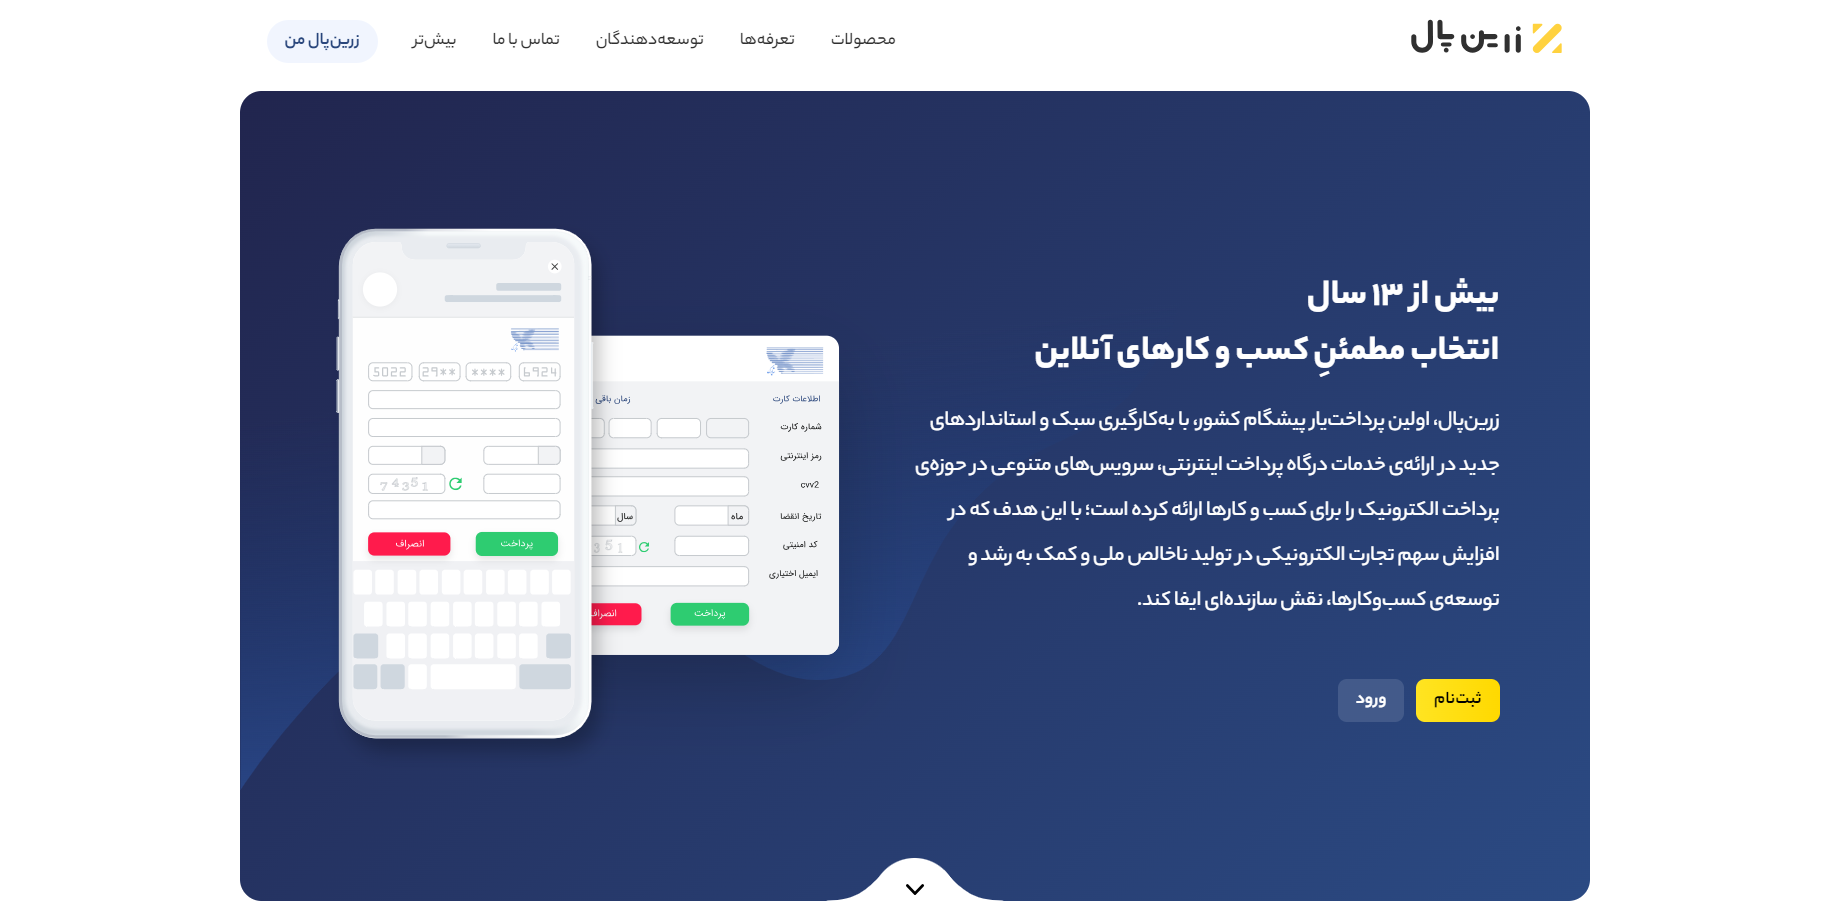 زرین پال
محصولات
تعرفه‌ها
توسعه‌دهندگان
تماس با ما
بیش‌تر
زرین‌پال من
بیش از ۱۳ سال
انتخاب مطمئنِ کسب و کارهای آنلاین
زرین‌پال، اولین پرداخت‌یار پیشگام کشور، با به‌کارگیری سبک و استانداردهای
جدید در ارائه‌ی خدمات درگاه پرداخت اینترنتی، سرویس‌های متنوعی در حوزه‌ی
پرداخت الکترونیک را برای کسب و کارها ارائه کرده است؛ با این هدف که در
افزایش سهم تجارت الکترونیکی در تولید ناخالص ملی و کمک به رشد و
توسعه‌ی کسب‌وکارها، نقش سازنده‌ای ایفا کند.
ثبت‌نام
ورود
اطلاعات کارت
زمان باقی
شماره کارت
رمز اینترنتی
cvv2
تاریخ انقضا
ماه
سال
کد امنیتی
351
ایمیل اختیاری
پرداخت
انصراف
5022 29** **** 6924
74351
پرداخت
انصراف